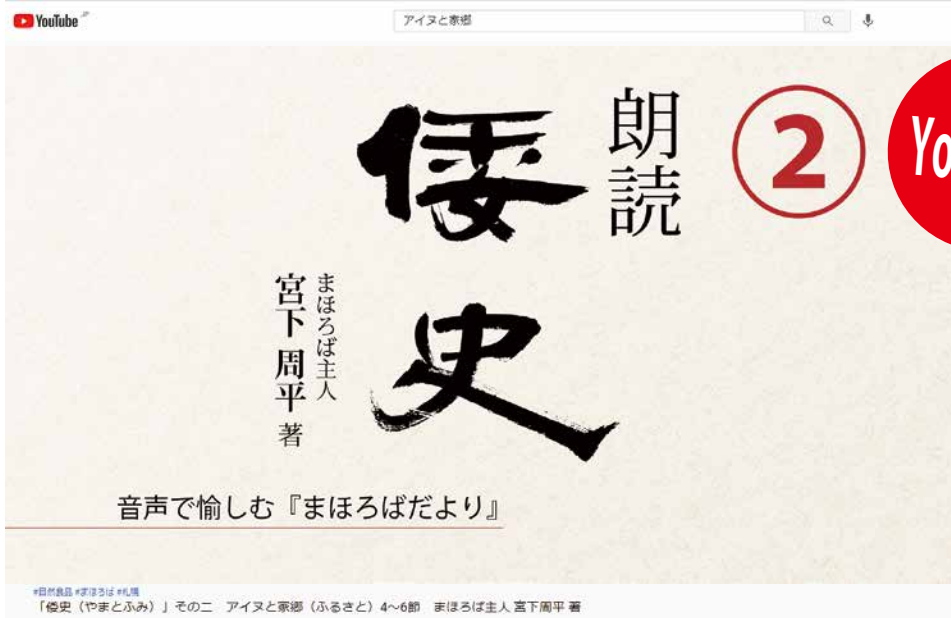 YouTube JP
アイヌと家郷
②
Yo
朗読
倭史
まほろば主人
宮下 周平 著
音声で愉しむ『まほろばだより』
#自然食品 #まほろば #札幌
「倭史（やまとふみ）」その二　アイヌと家郷（ふるさと）4〜6節　まほろば主人 宮下周平 著